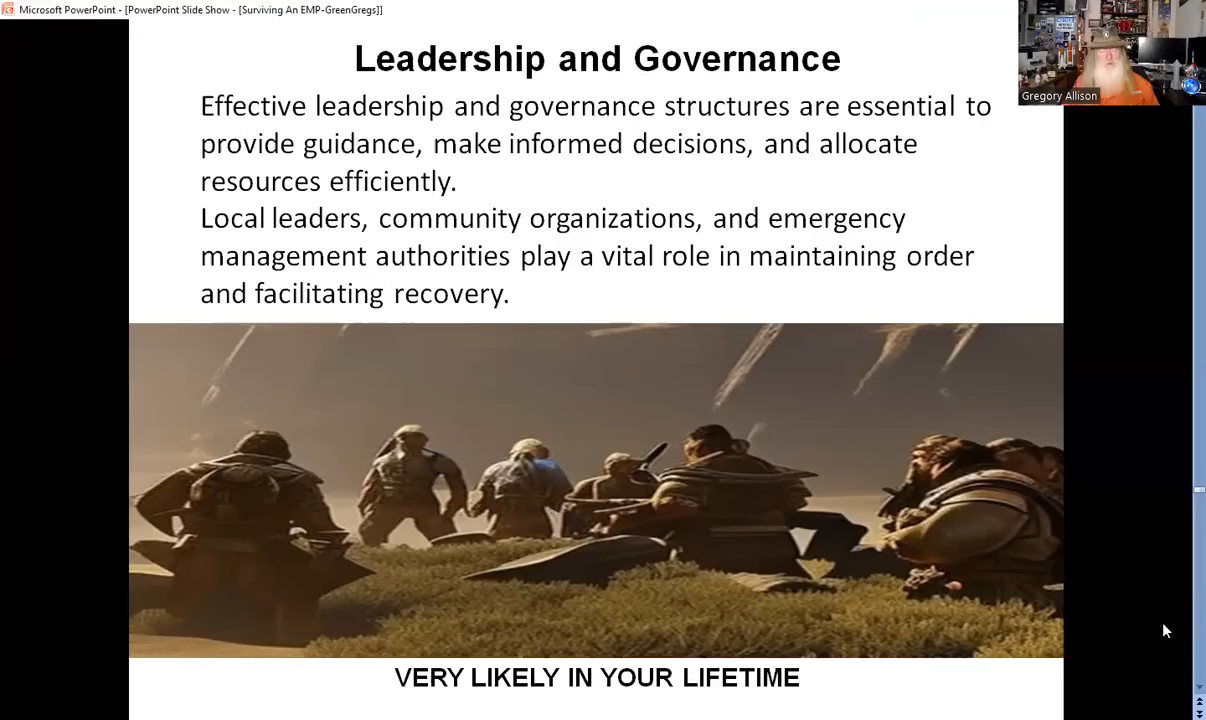 Microsoft PowerPoint - [PowerPoint Slide Show - [Surviving An EMP-GreenGregs]]
Leadership and Governance
Effective leadership and governance structures are essential to
provide guidance, make informed decisions, and allocate
resources efficiently.
Local leaders, community organizations, and emergency
management authorities play a vital role in maintaining order
and facilitating recovery.
VERY LIKELY IN YOUR LIFETIME
Gregory Allison